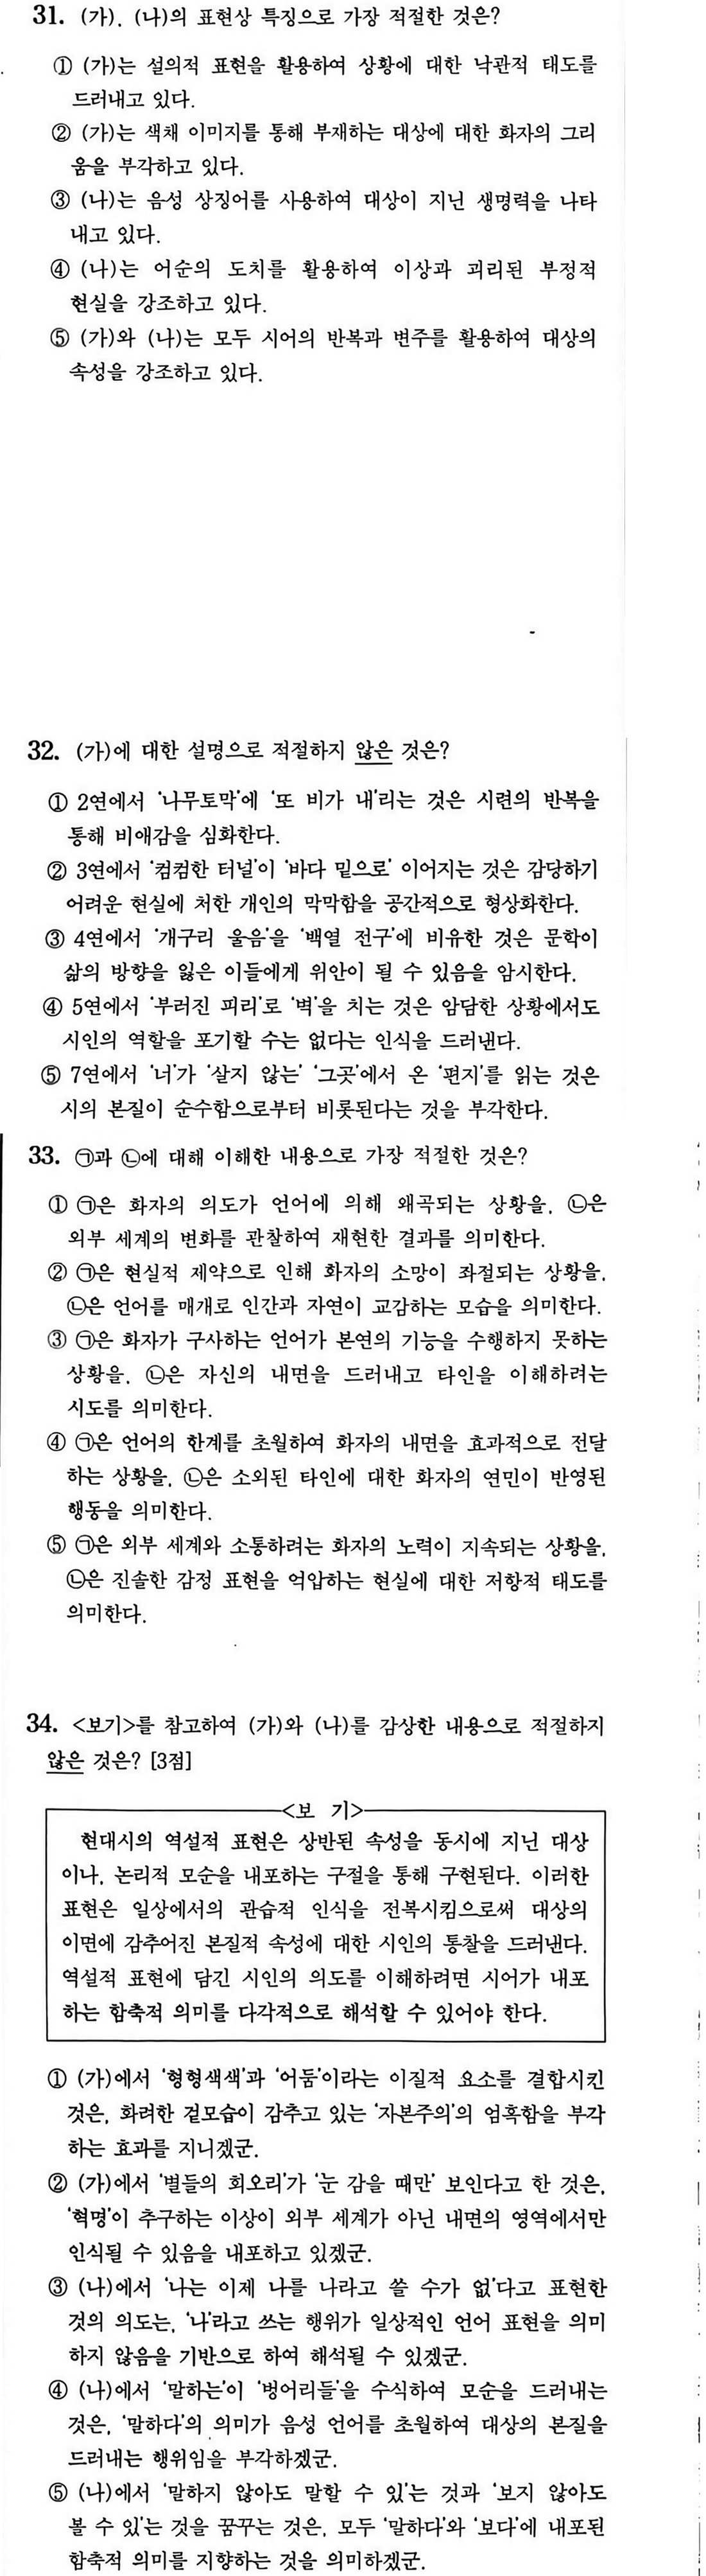 31. (가), (나)의 표현상 특징으로 가장 적절한 것은?
① (가)는 설의적 표현을 활용하여 상황에 대한 낙관적 태도를
드러내고 있다.
② (가)는 색채 이미지를 통해 부재하는 대상에 대한 화자의 그리
움을 부각하고 있다.
③ (나)는 음성 상징어를 사용하여 대상이 지닌 생명력을 나타
내고 있다.
④ (나)는 어순의 도치를 활용하여 이상과 괴리된 부정적
현실을 강조하고 있다.
⑤ (가)와 (나)는 모두 시어의 반복과 변주를 활용하여 대상의
속성을 강조하고 있다.
32. (가)에 대한 설명으로 적절하지 않은 것은?
① 2연에서 '나무토막'에 '또 비가 내'리는 것은 시련의 반복을
통해 비애감을 심화한다.
② 3연에서 '컴컴한 터널'이 '바다 밑으로' 이어지는 것은 감당하기
어려운 현실에 처한 개인의 막막함을 공간적으로 형상화한다.
③ 4연에서 '개구리 울음'을 '백열 전구'에 비유한 것은 문학이
삶의 방향을 잃은 이들에게 위안이 될 수 있음을 암시한다.
④ 5연에서 '부러진 피리'로 '벽'을 치는 것은 암담한 상황에서도
시인의 역할을 포기할 수는 없다는 인식을 드러낸다.
⑤ 7연에서 '너'가 '살지 않는' '그곳'에서 온 '편지'를 읽는 것은
시의 본질이 순수함으로부터 비롯된다는 것을 부각한다.
33. ㉠과 ㉡에 대해 이해한 내용으로 가장 적절한 것은?
① ㉠은 화자의 의도가 언어에 의해 왜곡되는 상황을, ㉡은
외부 세계의 변화를 관찰하여 재현한 결과를 의미한다.
② ㉠은 현실적 제약으로 인해 화자의 소망이 좌절되는 상황을,
㉡은 언어를 매개로 인간과 자연이 교감하는 모습을 의미한다.
③ ㉠은 화자가 구사하는 언어가 본연의 기능을 수행하지 못하는
상황을, ㉡은 자신의 내면을 드러내고 타인을 이해하려는
시도를 의미한다.
④ ㉠은 언어의 한계를 초월하여 화자의 내면을 효과적으로 전달
하는 상황을, ㉡은 소외된 타인에 대한 화자의 연민이 반영된
행동을 의미한다.
⑤ ㉠은 외부 세계와 소통하려는 화자의 노력이 지속되는 상황을,
㉡은 진솔한 감정 표현을 억압하는 현실에 대한 저항적 태도를
의미한다.
34. <보기>를 참고하여 (가)와 (나)를 감상한 내용으로 적절하지
않은 것은? [3점]
<보 기>
현대시의 역설적 표현은 상반된 속성을 동시에 지닌 대상
이나, 논리적 모순을 내포하는 구절을 통해 구현된다. 이러한
표현은 일상에서의 관습적 인식을 전복시킴으로써 대상의
이면에 감추어진 본질적 속성에 대한 시인의 통찰을 드러낸다.
역설적 표현에 담긴 시인의 의도를 이해하려면 시어가 내포
하는 함축적 의미를 다각적으로 해석할 수 있어야 한다.
① (가)에서 '형형색색'과 '어둠'이라는 이질적 요소를 결합시킨
것은, 화려한 겉모습이 감추고 있는 '자본주의'의 엄혹함을 부각
하는 효과를 지니겠군.
② (가)에서 '별들의 회오리'가 '눈 감을 때만' 보인다고 한 것은,
'혁명'이 추구하는 이상이 외부 세계가 아닌 내면의 영역에서만
인식될 수 있음을 내포하고 있겠군.
③ (나)에서 '나는 이제 나를 나라고 쓸 수가 없'다고 표현한
것의 의도는, '나'라고 쓰는 행위가 일상적인 언어 표현을 의미
하지 않음을 기반으로 하여 해석될 수 있겠군.
④ (나)에서 '말하는'이 '벙어리들'을 수식하여 모순을 드러내는
것은, '말하다'의 의미가 음성 언어를 초월하여 대상의 본질을
드러내는 행위임을 부각하겠군.
⑤ (나)에서 '말하지 않아도 말할 수 있'는 것과 '보지 않아도
볼 수 있'는 것을 꿈꾸는 것은, 모두 '말하다'와 '보다'에 내포된
함축적 의미를 지향하는 것을 의미하겠군.